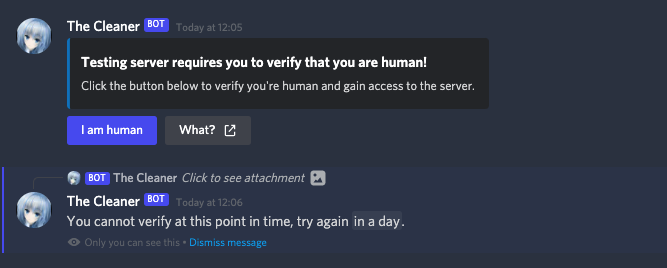 The Cleaner BOT Today at 12:05
Testing server requires you to verify that you are human!
Click the button below to verify you're human and gain access to the server.
I am human What?
BOT The Cleaner Click to see attachment
The Cleaner BOT Today at 12:06
You cannot verify at this point in time, try again in a day.
Only you can see this • Dismiss message